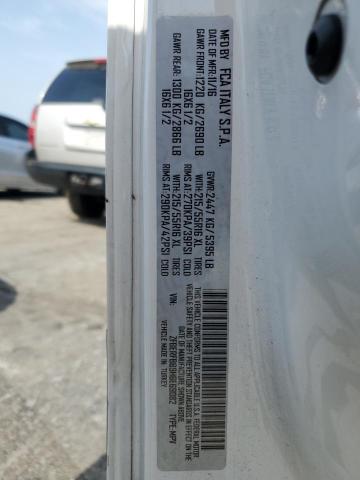 MFD BY FCA ITALY S.P.A.
DATE OF MFR:11/16 GVWR:2447 KG/5395 LB
GAWR FRONT:1220 KG/2690 LB WITH:215/55R16 XL TIRES
16X6 1/2 RIMS AT:270KPA/39PSI COLD
GAWR REAR: 1300 KG/2866 LB WITH:215/55R16 XL TIRES
16X6 1/2 RIMS AT:290KPA/42PSI COLD
THIS VEHICLE CONFORMS TO ALL APPLICABLE U.S.A. FEDERAL MOTOR
VEHICLE SAFETY AND THEFT PREVENTION STANDARDS IN EFFECT
ON THE DATE OF MANUFACTURE SHOWN ABOVE.
MADE IN TURKEY
VIN: TYPE:MPV